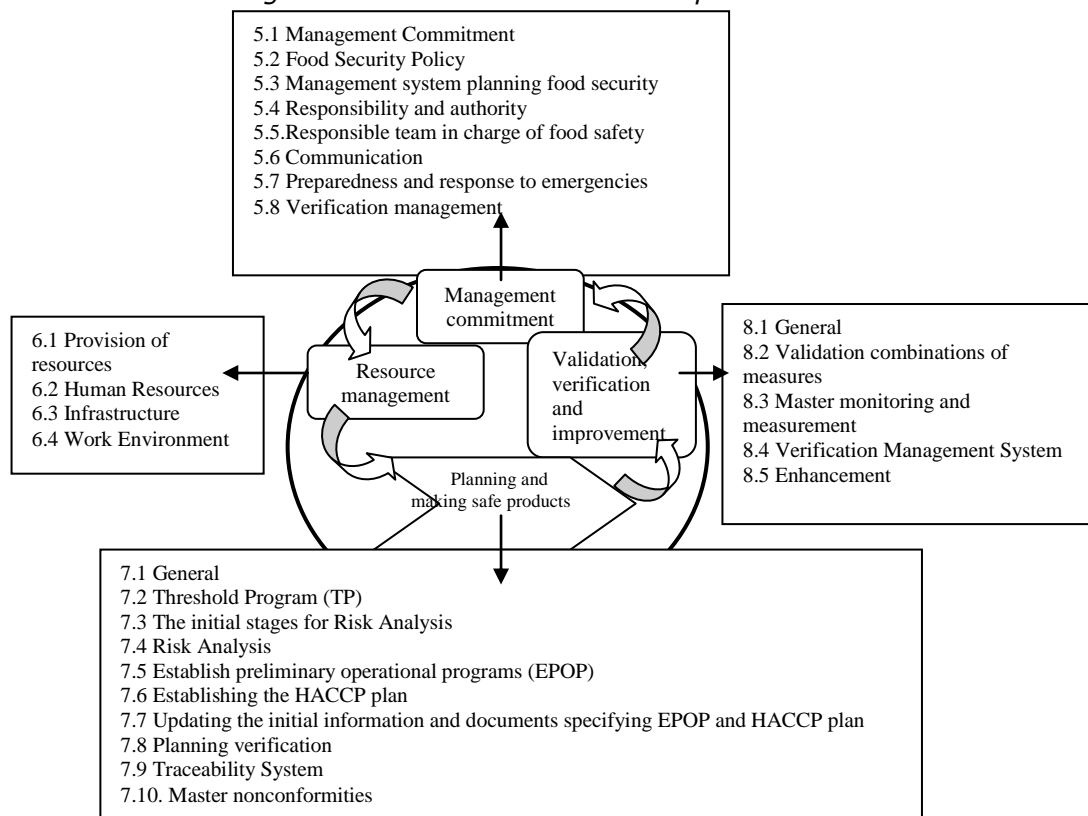 5.1 Management Commitment
5.2 Food Security Policy
5.3 Management system planning food security
5.4 Responsibility and authority
5.5.Responsible team in charge of food safety
5.6 Communication
5.7 Preparedness and response to emergencies
5.8 Verification management
Management
commitment
6.1 Provision of
resources
6.2 Human Resources
6.3 Infrastructure
6.4 Work Environment
Resource
management
Validation,
verification
and
improvement
8.1 General
8.2 Validation combinations of
measures
8.3 Master monitoring and
measurement
8.4 Verification Management System
8.5 Enhancement
Planning and
making safe products
7.1 General
7.2 Threshold Program (TP)
7.3 The initial stages for Risk Analysis
7.4 Risk Analysis
7.5 Establish preliminary operational programs (EPOP)
7.6 Establishing the HACCP plan
7.7 Updating the initial information and documents specifying EPOP and HACCP plan
7.8 Planning verification
7.9 Traceability System
7.10. Master nonconformities